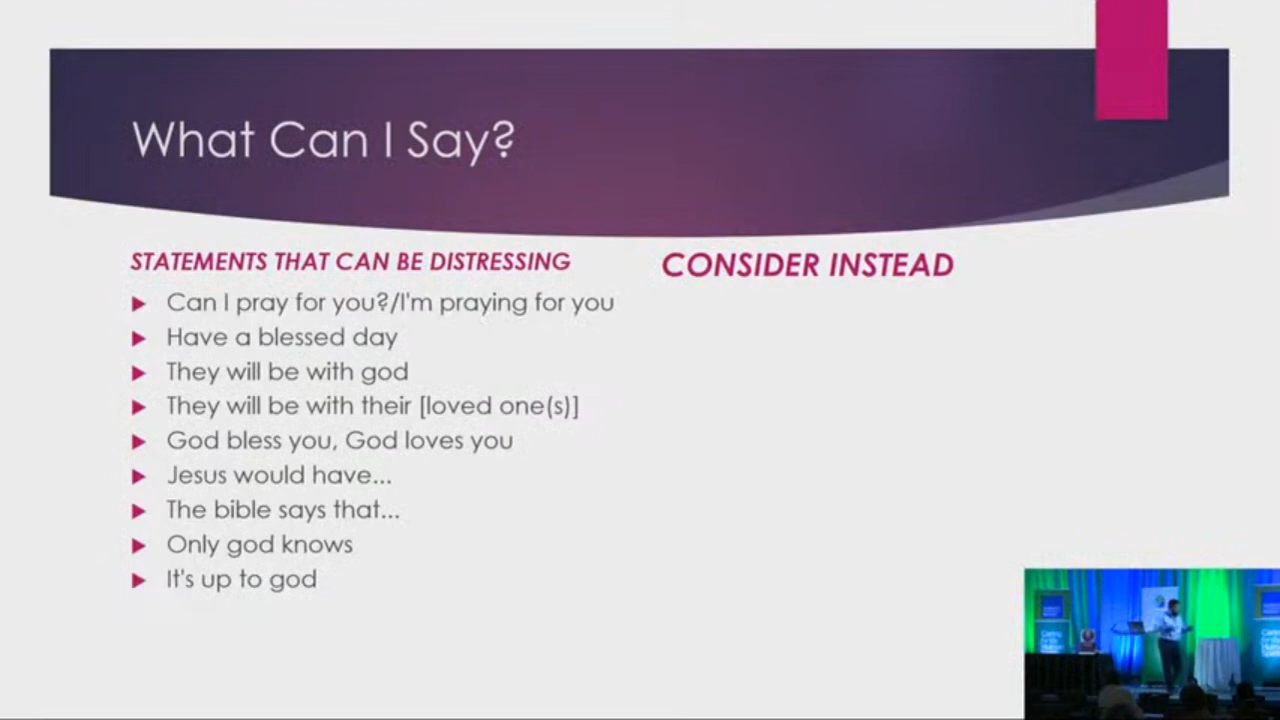 What Can I Say?
STATEMENTS THAT CAN BE DISTRESSING
Can I pray for you?/I'm praying for you
Have a blessed day
They will be with god
They will be with their [loved one(s)]
God bless you, God loves you
Jesus would have...
The bible says that...
Only god knows
It's up to god
CONSIDER INSTEAD
Caring
Human